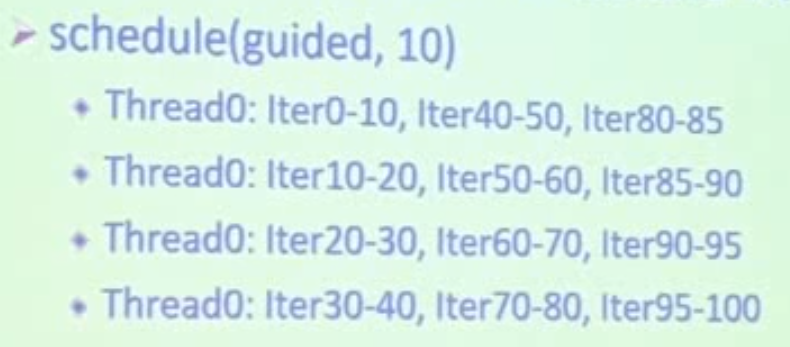 schedule(guided, 10)
Thread0: Iter0-10, Iter40-50, Iter80-85
Thread0: Iter10-20, Iter50-60, Iter85-90
Thread0: Iter20-30, Iter60-70, Iter90-95
Thread0: Iter30-40, Iter70-80, Iter95-100